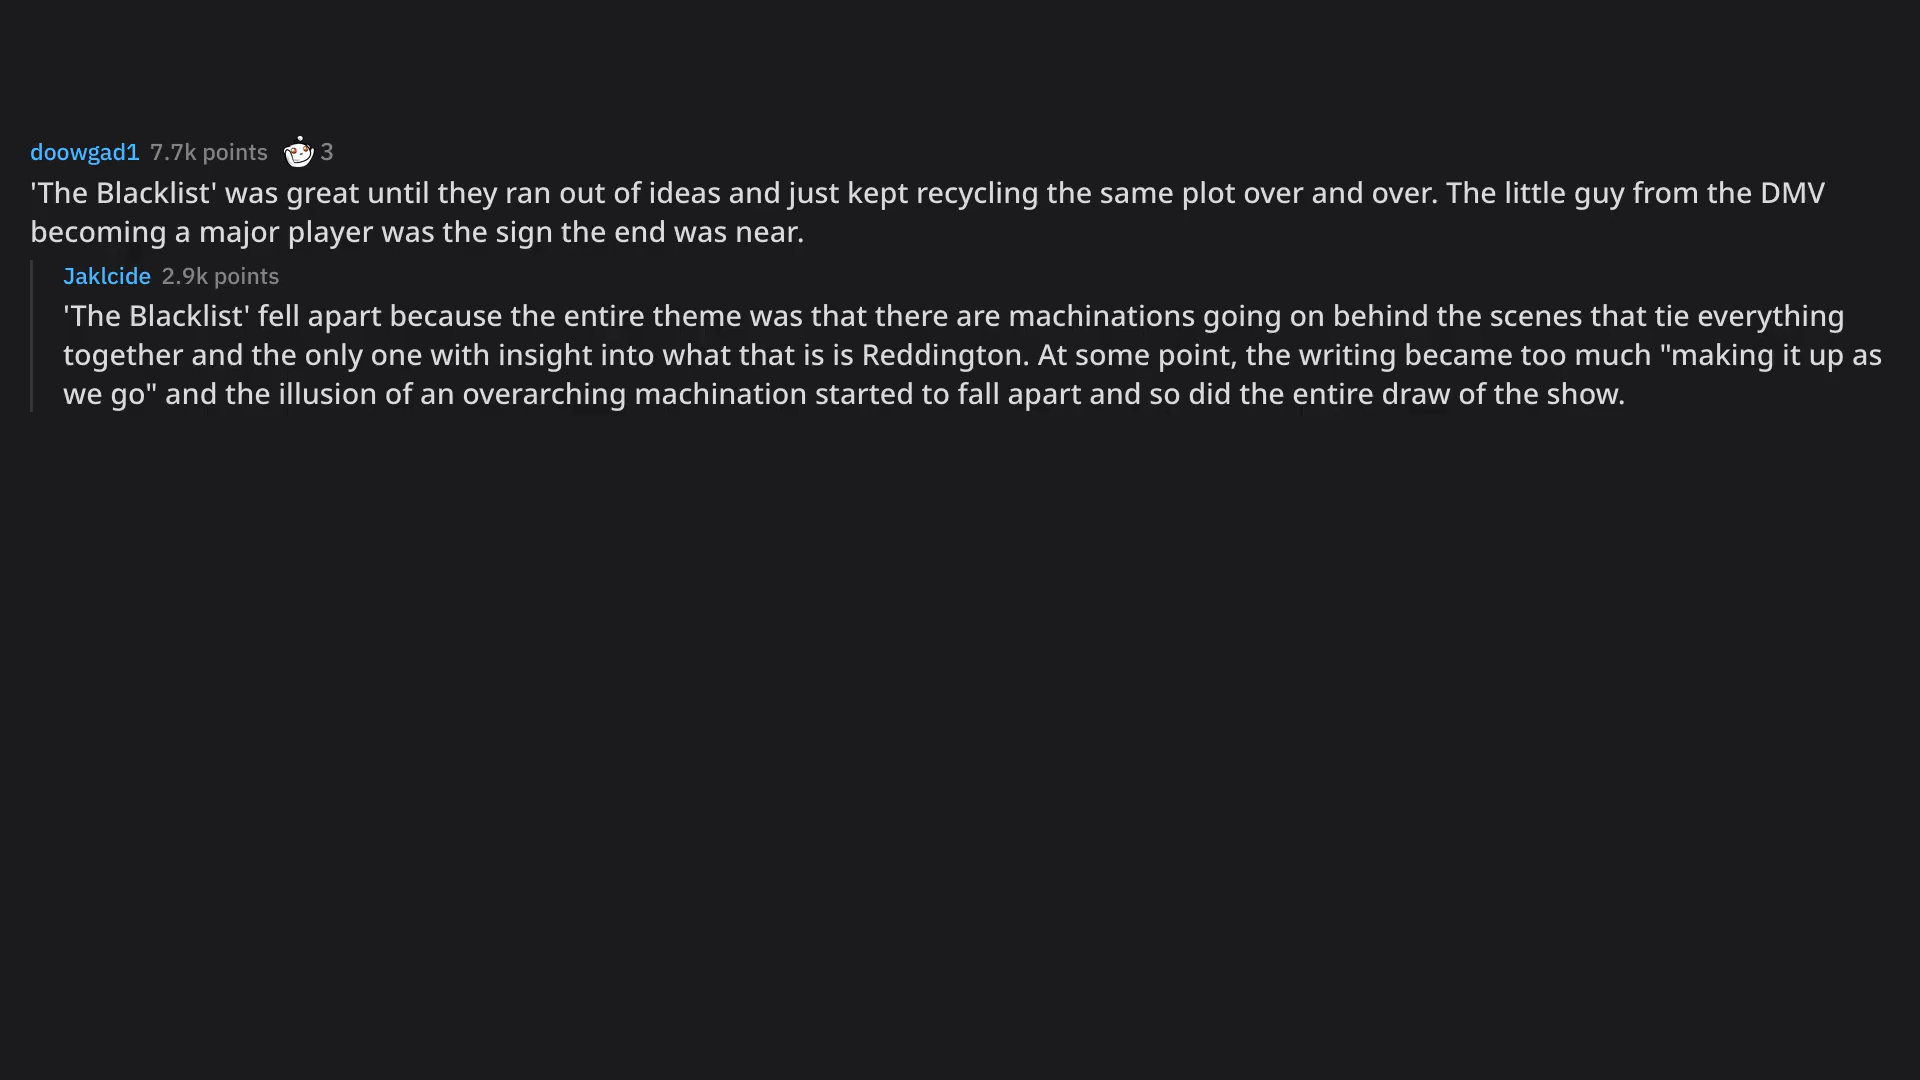 doowgad1 7.7k points 3
'The Blacklist' was great until they ran out of ideas and just kept recycling the same plot over and over. The little guy from the DMV
becoming a major player was the sign the end was near.
Jaklcide 2.9k points
'The Blacklist' fell apart because the entire theme was that there are machinations going on behind the scenes that tie everything
together and the only one with insight into what that is is Reddington. At some point, the writing became too much "making it up as
we go" and the illusion of an overarching machination started to fall apart and so did the entire draw of the show.